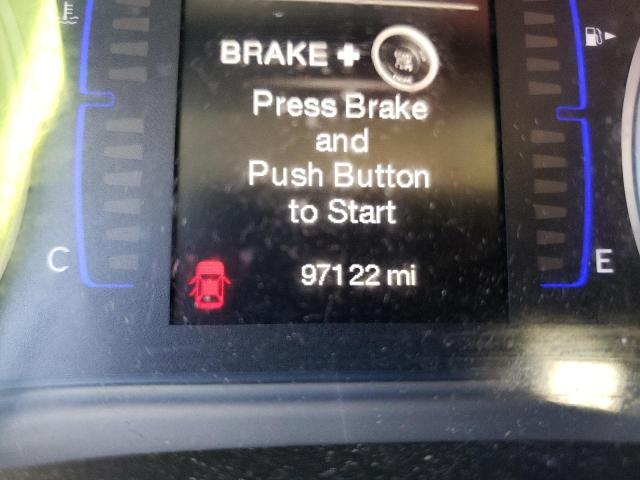 BRAKE +
Press Brake
and
Push Button
to Start
C
E
97122 mi